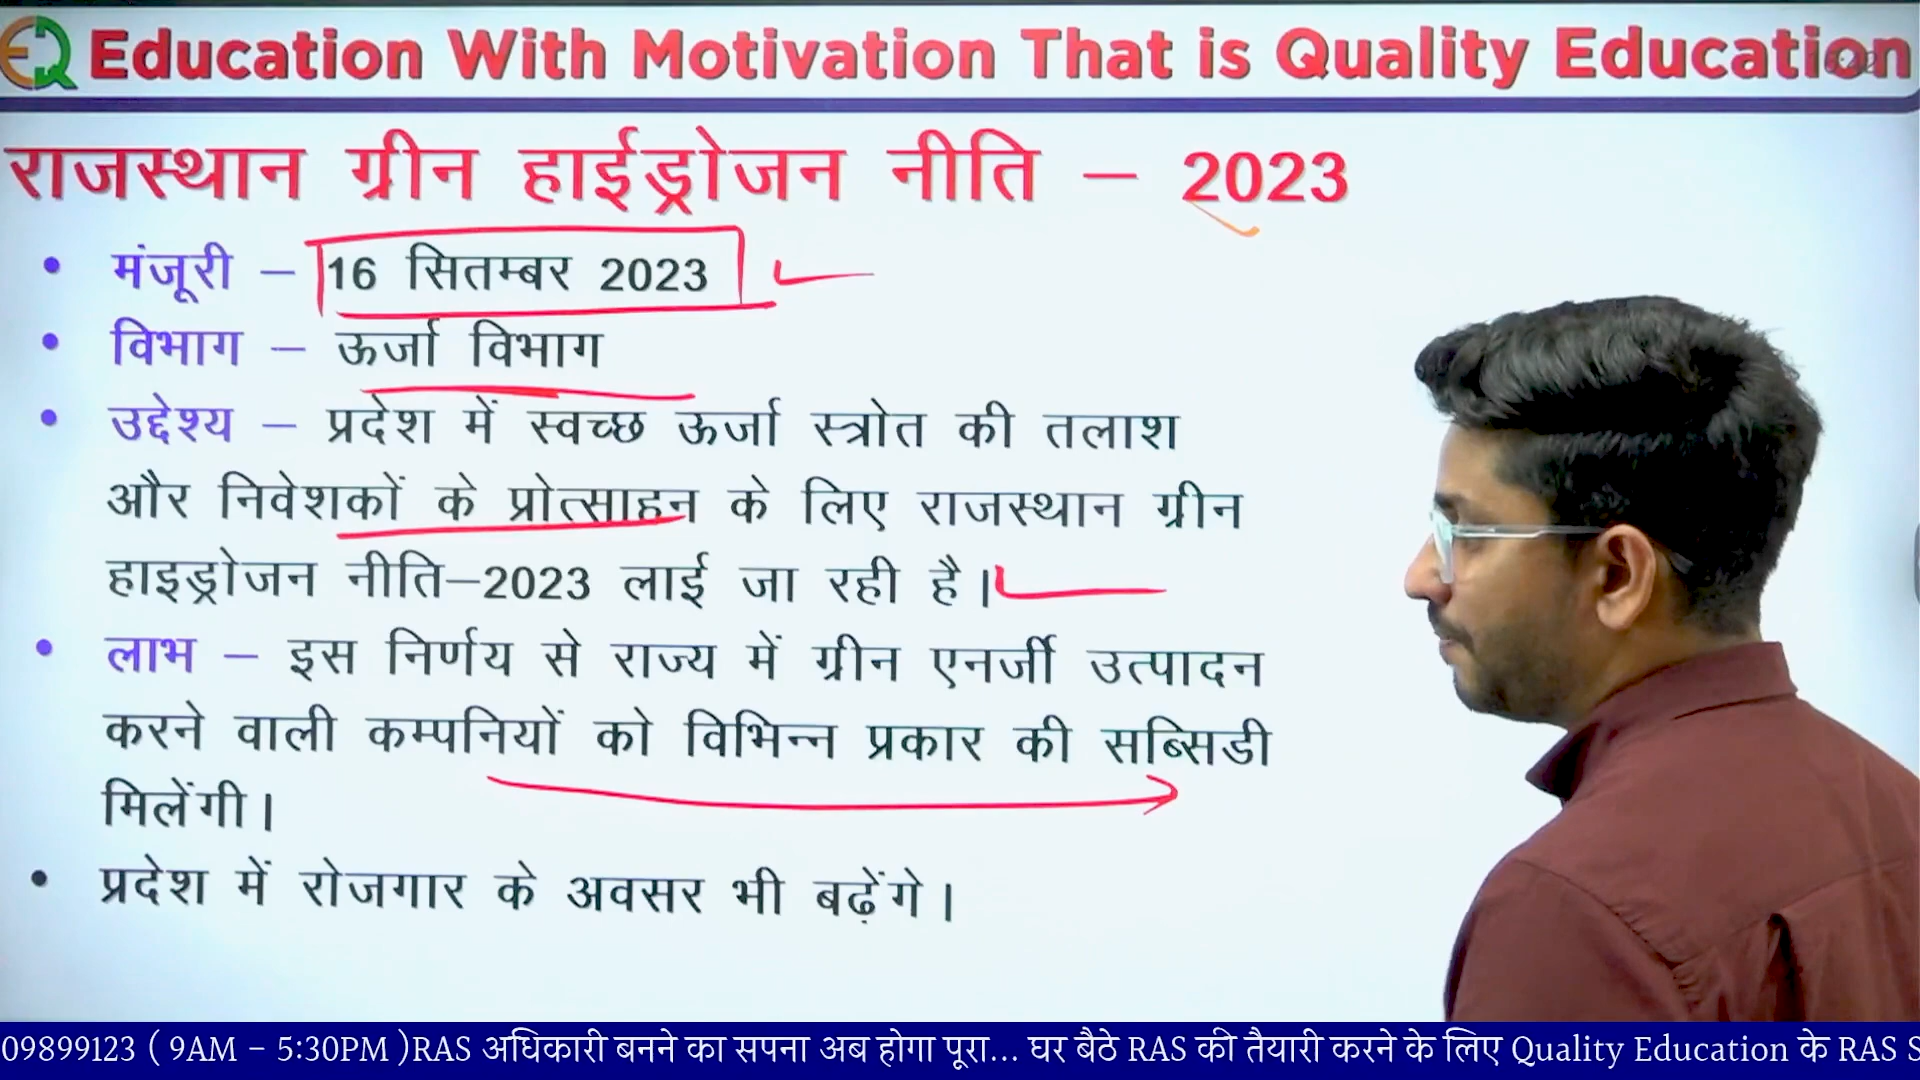 EQ Education With Motivation That is Quality Education
राजस्थान ग्रीन हाईड्रोजन नीति – 2023
• मंजूरी – 16 सितम्बर 2023
• विभाग – ऊर्जा विभाग
• उद्देश्य – प्रदेश में स्वच्छ ऊर्जा स्त्रोत की तलाश
और निवेशकों के प्रोत्साहन के लिए राजस्थान ग्रीन
हाइड्रोजन नीति–2023 लाई जा रही है।
• लाभ – इस निर्णय से राज्य में ग्रीन एनर्जी उत्पादन
करने वाली कम्पनियों को विभिन्न प्रकार की सब्सिडी
मिलेंगी।
• प्रदेश में रोजगार के अवसर भी बढ़ेंगे।
09899123 ( 9AM – 5:30PM )RAS अधिकारी बनने का सपना अब होगा पूरा... घर बैठे RAS की तैयारी करने के लिए Quality Education के RAS S